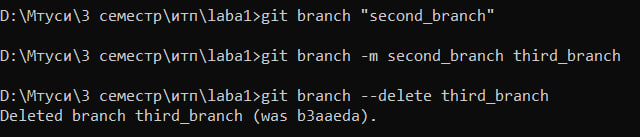 D:\Мтуси\3 семестр\итп\laba1>git branch "second_branch"
D:\Мтуси\3 семестр\итп\laba1>git branch -m second_branch third_branch
D:\Мтуси\3 семестр\итп\laba1>git branch --delete third_branch
Deleted branch third_branch (was b3aaeda).